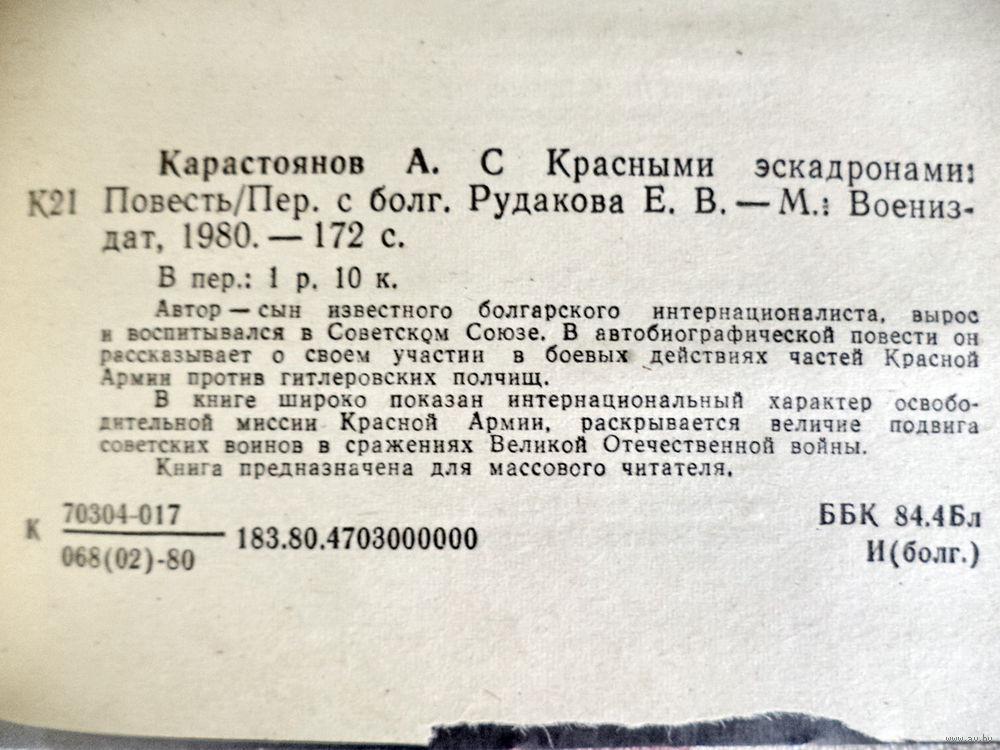 Карастоянов А. С Красными эскадронами:
К21 Повесть/Пер. с болг. Рудакова Е. В. — М.: Воениз-
дат, 1980. — 172 с.
В пер.: 1 р. 10 к.
Автор — сын известного болгарского интернационалиста, вырос
и воспитывался в Советском Союзе. В автобиографической повести он
рассказывает о своем участии в боевых действиях частей Красной
Армии против гитлеровских полчищ.
В книге широко показан интернациональный характер освобо-
дительной миссии Красной Армии, раскрывается величие подвига
советских воинов в сражениях Великой Отечественной войны.
Книга предназначена для массового читателя.
70304-017
К 183.80.4703000000
068(02)-80
ББК 84.4Бл
И(болг.)
www.ay.by